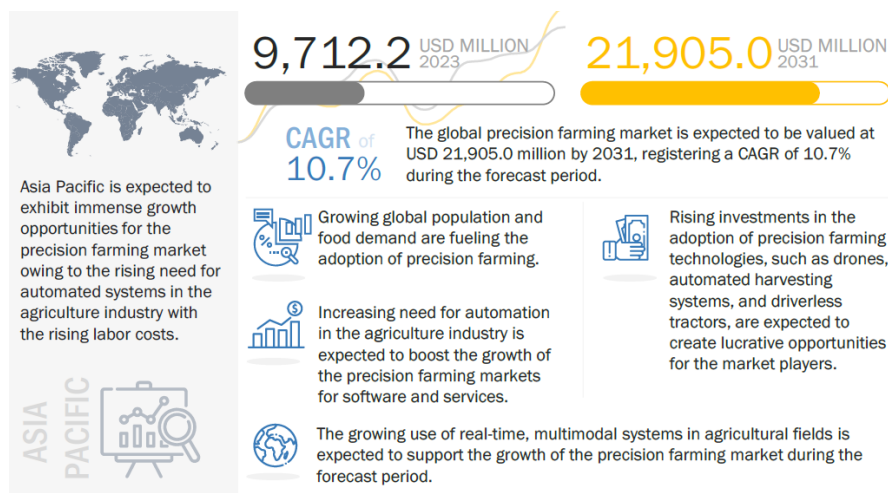 9,712.2 USD MILLION
2023
21,905.0 USD MILLION
2031
CAGR of
10.7%
The global precision farming market is expected to be valued at
USD 21,905.0 million by 2031, registering a CAGR of 10.7%
during the forecast period.
Asia Pacific is expected to
exhibit immense growth
opportunities for the
precision farming market
owing to the rising need for
automated systems in the
agriculture industry with
the rising labor costs.
ASIA
PACIFIC
Growing global population and
food demand are fueling the
adoption of precision farming.
Increasing need for automation
in the agriculture industry is
expected to boost the growth of
the precision farming markets
for software and services.
Rising investments in the
adoption of precision farming
technologies, such as drones,
automated harvesting
systems, and driverless
tractors, are expected to
create lucrative opportunities
for the market players.
The growing use of real-time, multimodal systems in agricultural fields is
expected to support the growth of the precision farming market during the
forecast period.